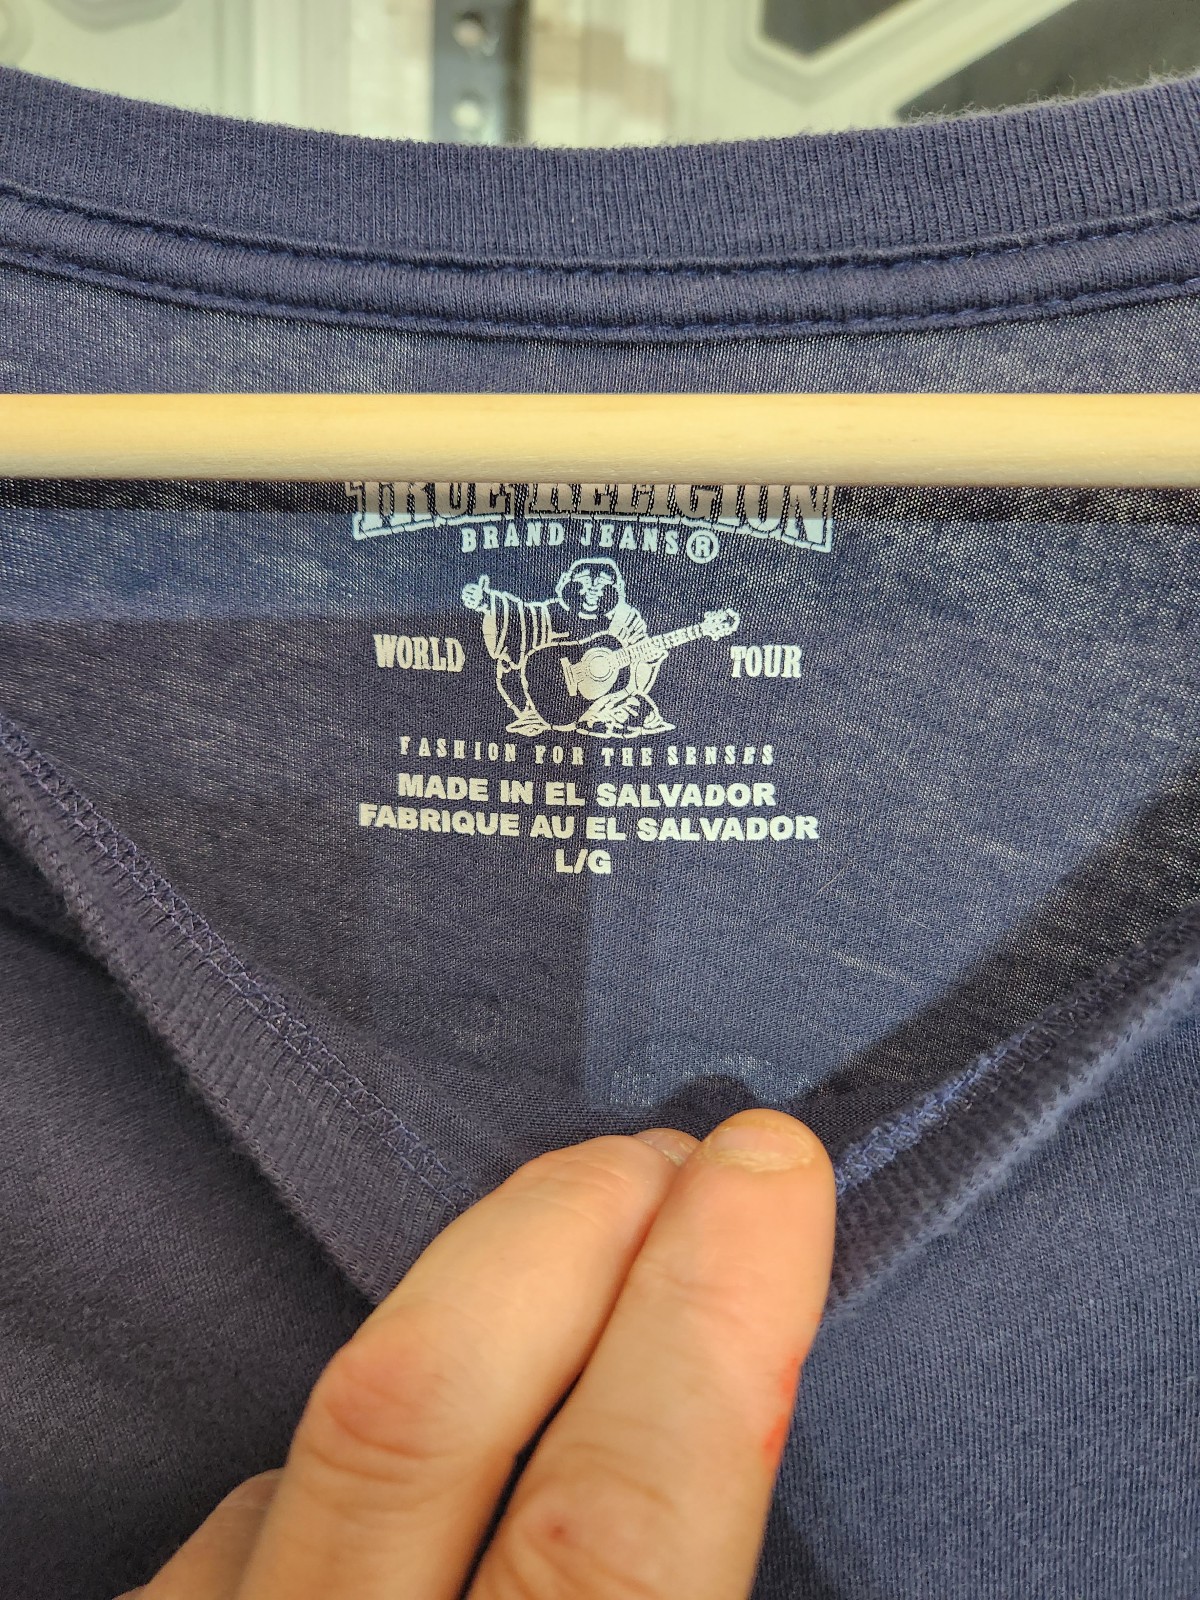 TRUE RELIGION
BRAND JEANS®
WORLD TOUR
FASHION FOR THE SENSES
MADE IN EL SALVADOR
FABRIQUE AU EL SALVADOR
L/G